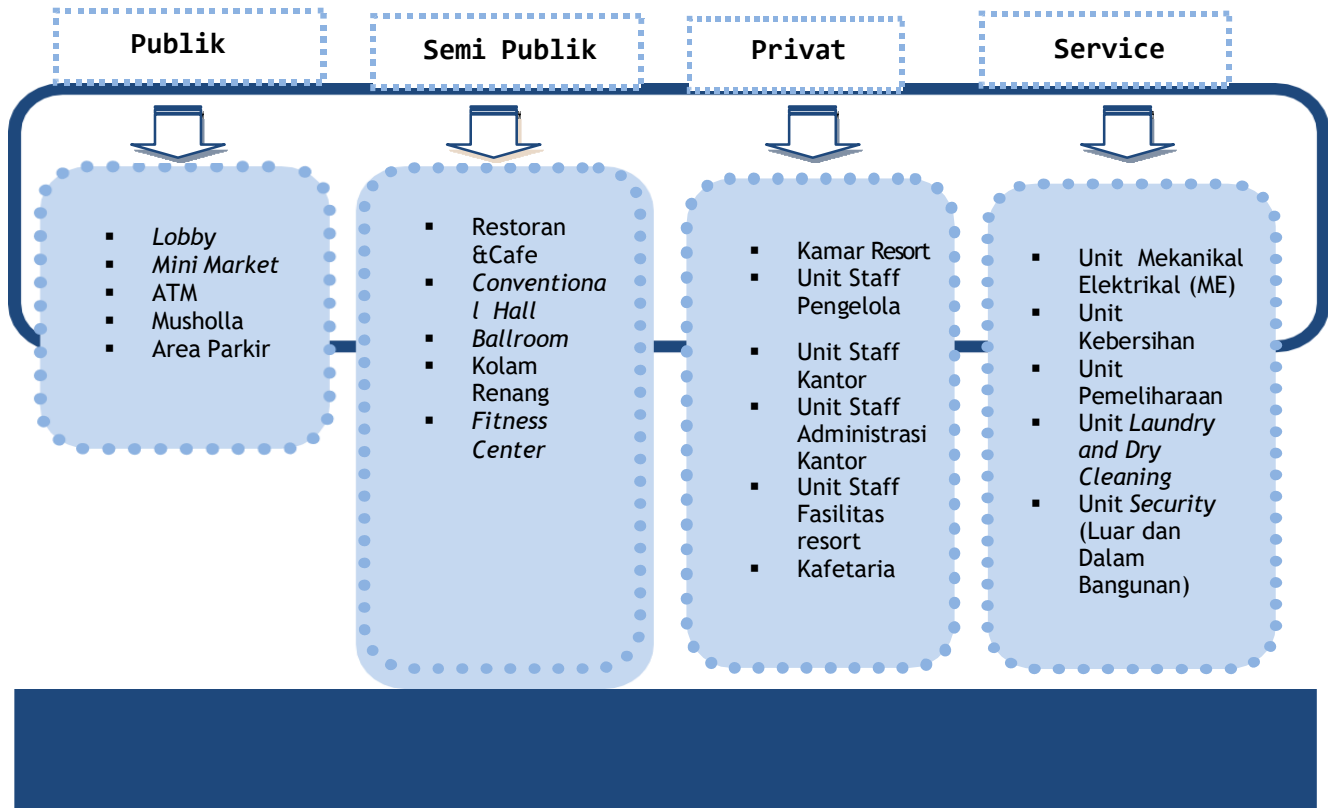 Publik
Semi Publik
Privat
Service
▪ Lobby
▪ Mini Market
▪ ATM
▪ Musholla
▪ Area Parkir
▪ Restoran
&Cafe
▪ Conventiona
l Hall
▪ Ballroom
▪ Kolam
Renang
▪ Fitness
Center
▪ Kamar Resort
▪ Unit Staff
Pengelola
▪ Unit Staff
Kantor
▪ Unit Staff
Administrasi
Kantor
▪ Unit Staff
Fasilitas
resort
▪ Kafetaria
▪ Unit Mekanikal
Elektrikal (ME)
▪ Unit
Kebersihan
▪ Unit
Pemeliharaan
▪ Unit Laundry
and Dry
Cleaning
▪ Unit Security
(Luar dan
Dalam
Bangunan)